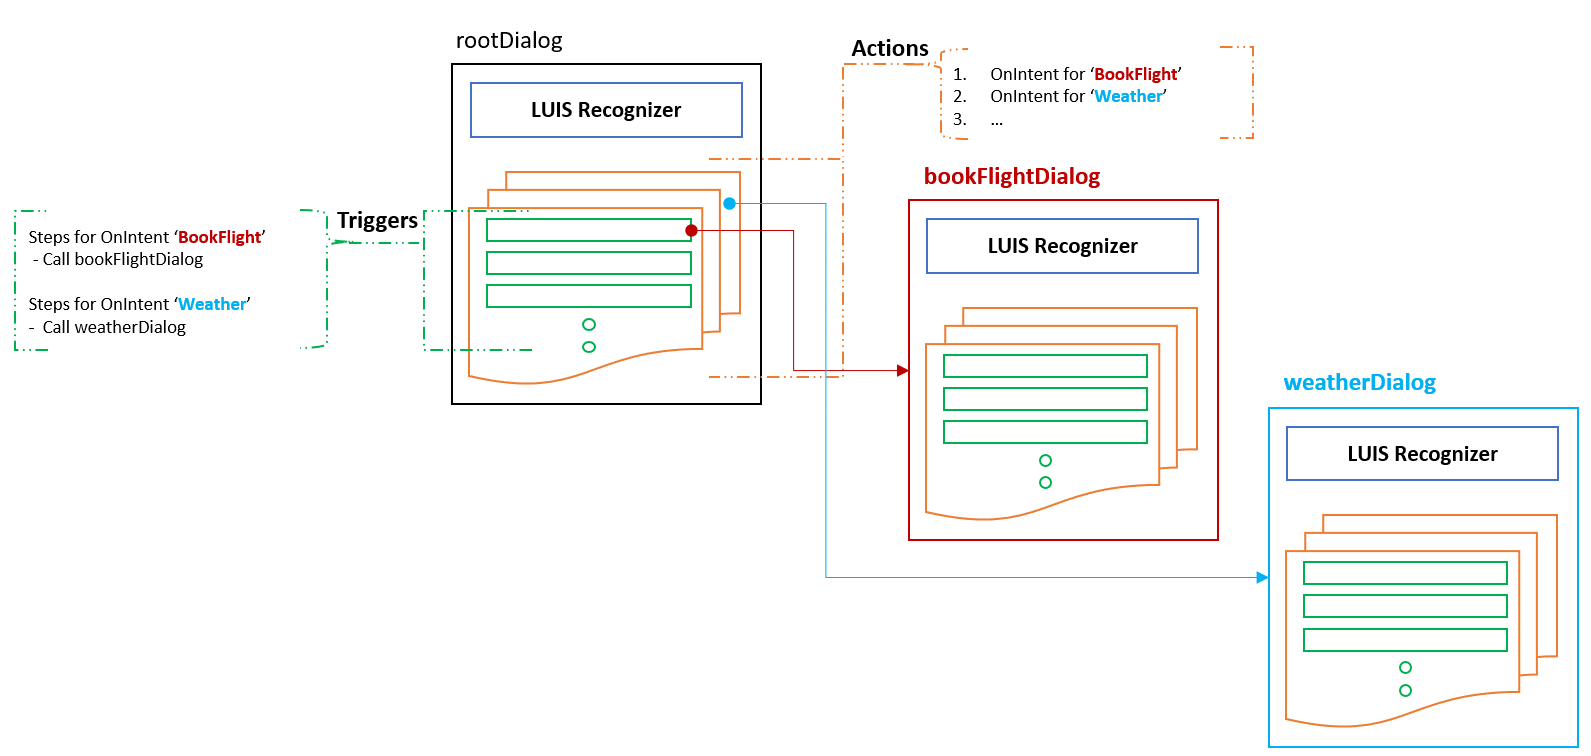 rootDialog
LUIS Recognizer
Actions
1. OnIntent for ‘BookFlight’
2. OnIntent for ‘Weather’
3. ...
Triggers
Steps for OnIntent ‘BookFlight’
- Call bookFlightDialog
Steps for OnIntent ‘Weather’
- Call weatherDialog
bookFlightDialog
LUIS Recognizer
weatherDialog
LUIS Recognizer